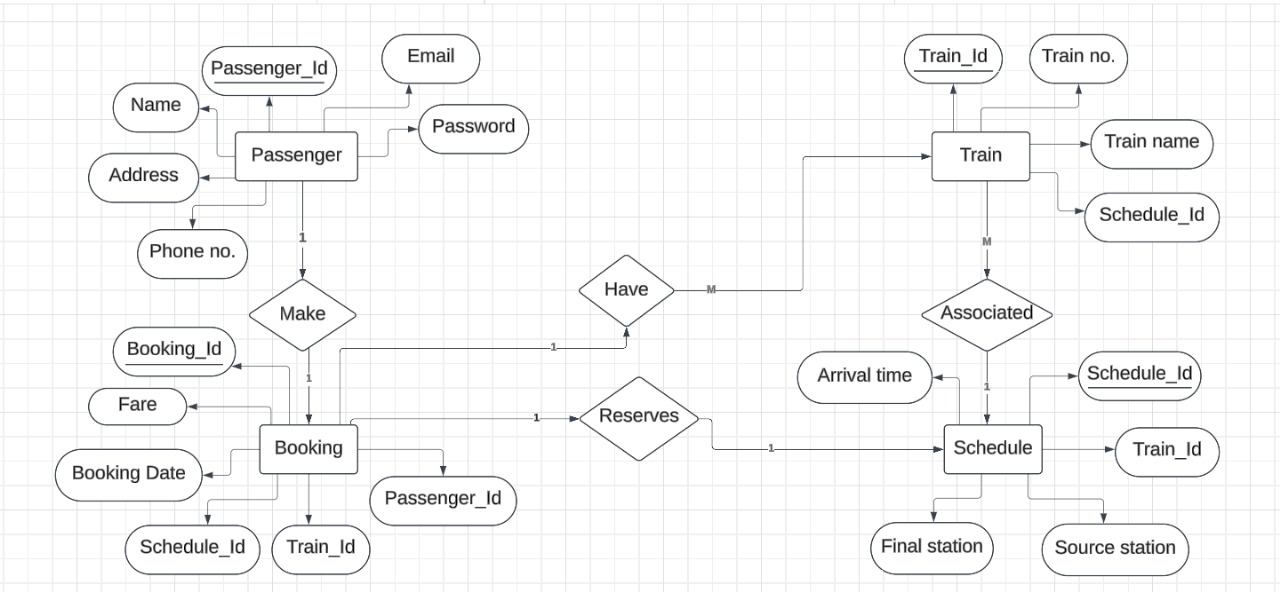 Email
Passenger_Id
Name
Password
Passenger
Address
Phone no.
1
Make
Booking_Id
1
Fare
Booking
Booking Date
Passenger_Id
Schedule_Id
Train_Id
Have
M
1
Reserves
1
1
Train_Id
Train no.
Train name
Train
Schedule_Id
M
Associated
Arrival time
1
Schedule_Id
Schedule
Train_Id
Final station
Source station